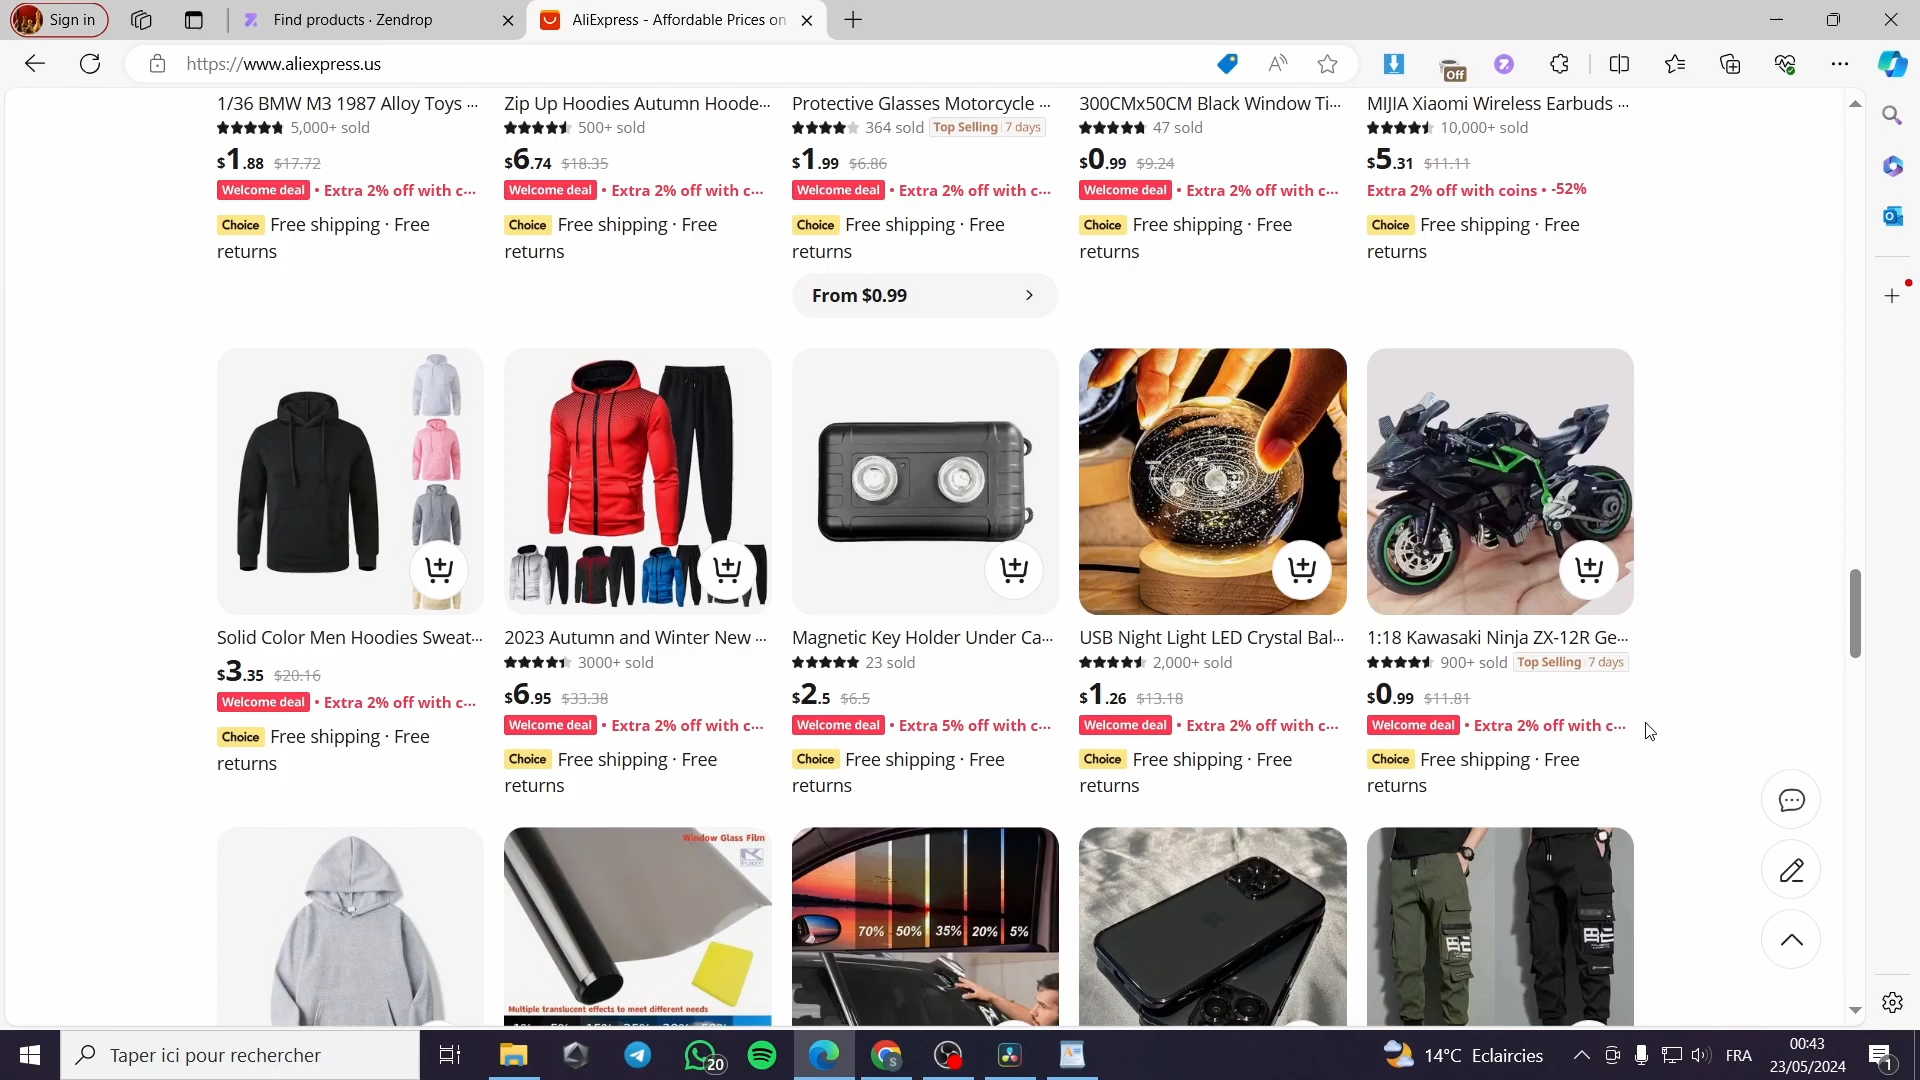 Sign in
Find products · Zendrop
AliExpress - Affordable Prices on
https://www.aliexpress.us
Off
1/36 BMW M3 1987 Alloy Toys ...
5,000+ sold
$1.88 $17.72
Welcome deal • Extra 2% off with c...
Choice Free shipping · Free
returns
Zip Up Hoodies Autumn Hoode...
500+ sold
$6.74 $18.35
Welcome deal • Extra 2% off with c...
Choice Free shipping · Free
returns
Protective Glasses Motorcycle ...
364 sold Top Selling 7 days
$1.99 $6.86
Welcome deal • Extra 2% off with c...
Choice Free shipping · Free
returns
From $0.99
300CMx50CM Black Window Ti...
47 sold
$0.99 $9.24
Welcome deal • Extra 2% off with c...
Choice Free shipping · Free
returns
MIJIA Xiaomi Wireless Earbuds ...
10,000+ sold
$5.31 $11.11
Extra 2% off with coins • -52%
Choice Free shipping · Free
returns
Solid Color Men Hoodies Sweat...
$3.35 $20.16
Welcome deal • Extra 2% off with c...
Choice Free shipping · Free
returns
2023 Autumn and Winter New ...
3000+ sold
$6.95 $33.38
Welcome deal • Extra 2% off with c...
Choice Free shipping · Free
returns
Magnetic Key Holder Under Ca...
23 sold
$2.5 $6.5
Welcome deal • Extra 5% off with c...
Choice Free shipping · Free
returns
USB Night Light LED Crystal Bal...
2,000+ sold
$1.26 $13.18
Welcome deal • Extra 2% off with c...
Choice Free shipping · Free
returns
1:18 Kawasaki Ninja ZX-12R Ge...
900+ sold Top Selling 7 days
$0.99 $11.81
Welcome deal • Extra 2% off with c...
Choice Free shipping · Free
returns
Window Glass Film
Multiple translucent effects to meet different needs
70% 50% 35% 20% 5%
Taper ici pour rechercher
20
14°C Eclaircies
FRA
00:43
23/05/2024
1